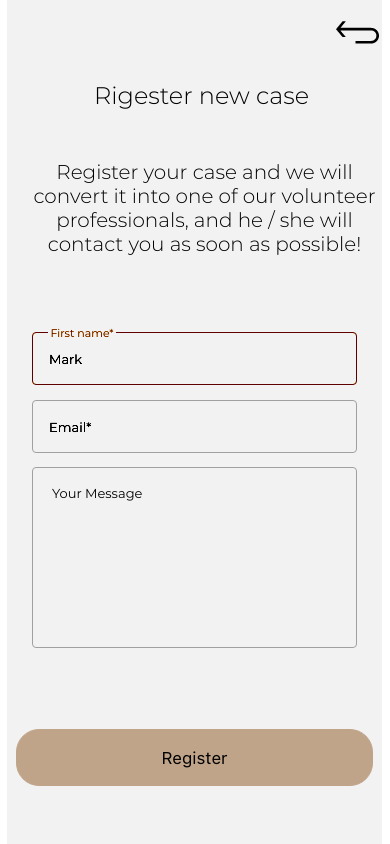 Rigester new case
Register your case and we will
convert it into one of our volunteer
professionals, and he / she will
contact you as soon as possible!
First name*
Mark
Email*
Your Message
Register